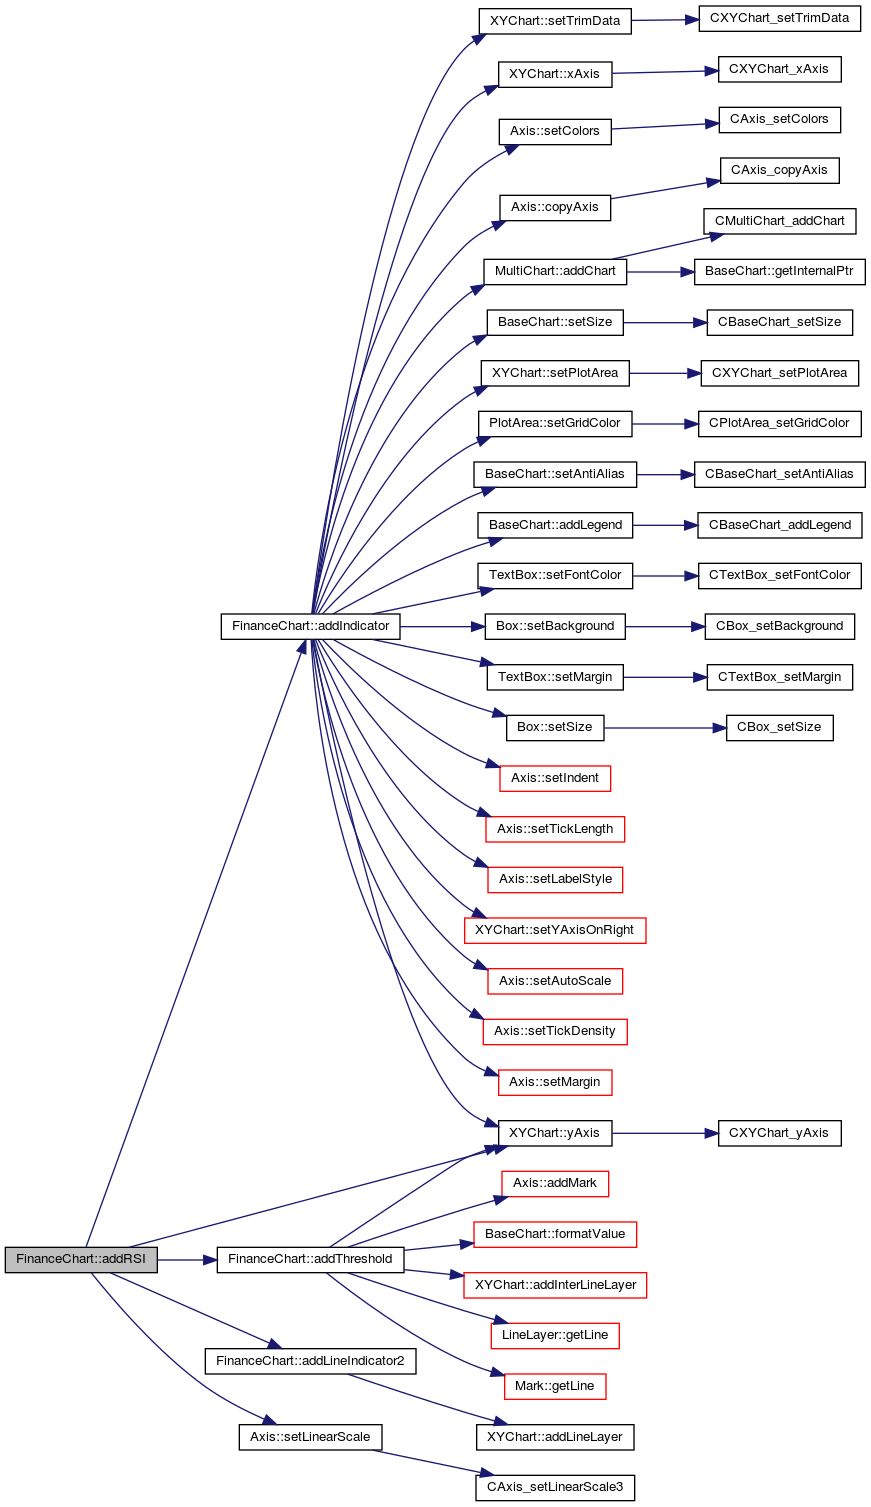 XYChart::setTrimData
CXYChart_setTrimData
XYChart::xAxis
CXYChart_xAxis
Axis::setColors
CAxis_setColors
Axis::copyAxis
CAxis_copyAxis
MultiChart::addChart
CMultiChart_addChart
BaseChart::getInternalPtr
BaseChart::setSize
CBaseChart_setSize
XYChart::setPlotArea
CXYChart_setPlotArea
PlotArea::setGridColor
CPlotArea_setGridColor
BaseChart::setAntiAlias
CBaseChart_setAntiAlias
BaseChart::addLegend
CBaseChart_addLegend
TextBox::setFontColor
CTextBox_setFontColor
FinanceChart::addIndicator
Box::setBackground
CBox_setBackground
TextBox::setMargin
CTextBox_setMargin
Box::setSize
CBox_setSize
Axis::setIndent
Axis::setTickLength
Axis::setLabelStyle
XYChart::setYAxisOnRight
Axis::setAutoScale
Axis::setTickDensity
Axis::setMargin
XYChart::yAxis
CXYChart_yAxis
Axis::addMark
BaseChart::formatValue
FinanceChart::addRSI
FinanceChart::addThreshold
XYChart::addInterLineLayer
LineLayer::getLine
FinanceChart::addLineIndicator2
Mark::getLine
Axis::setLinearScale
XYChart::addLineLayer
CAxis_setLinearScale3